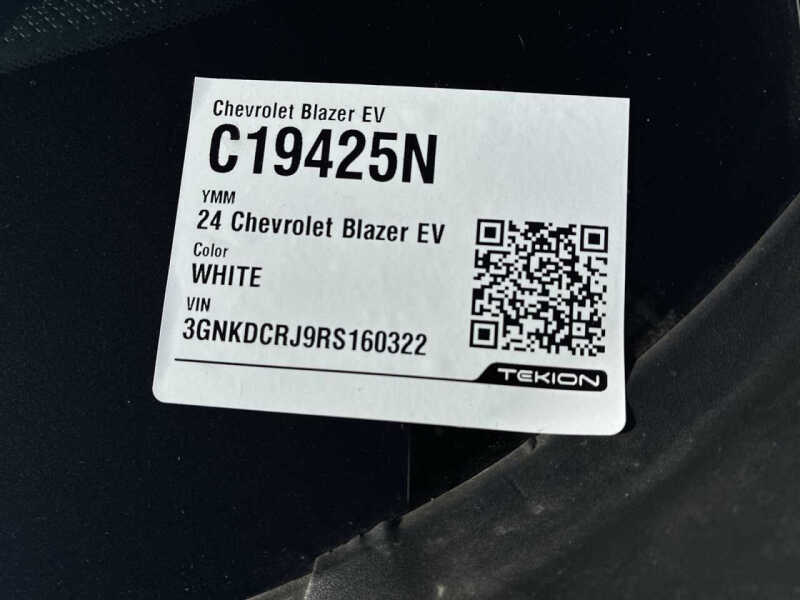 Chevrolet Blazer EV
C19425N
YMM
24 Chevrolet Blazer EV
Color
WHITE
VIN
3GNKDCRJ9RS160322
TEKION